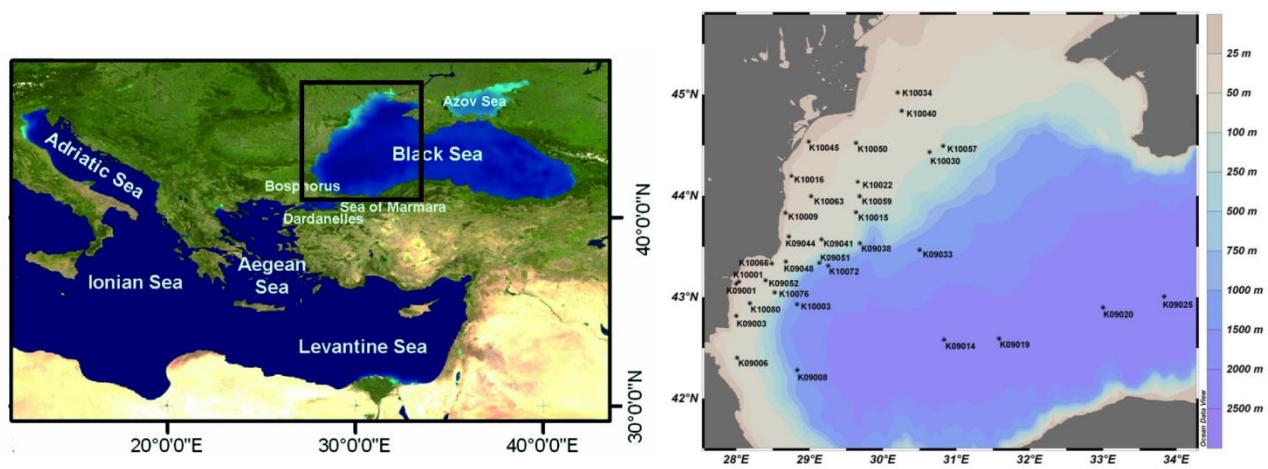 Azov Sea
Adriatic Sea
Black Sea
Bosphorus
Sea of Marmara
Dardanelles
Ionian Sea
Aegean
Sea
Levantine Sea
40°0'0"N
30°0'0"N
20°0'0"E
30°0'0"E
40°0'0"E
45°N
44°N
43°N
42°N
28°E
29°E
30°E
31°E
32°E
33°E
34°E
K10034
K10040
K10045
K10050
K10057
K10030
K10016
K10022
K10063
K10059
K10009
K10015
K09044
K09041
K09038
K09051
K09033
K10066
K09048
K10072
K10001
K09052
K09001
K10076
K10080
K10003
K09003
K09006
K09008
K09014
K09019
K09020
K09025
25 m
50 m
100 m
250 m
500 m
750 m
1000 m
1500 m
2000 m
2500 m
Ocean Data View